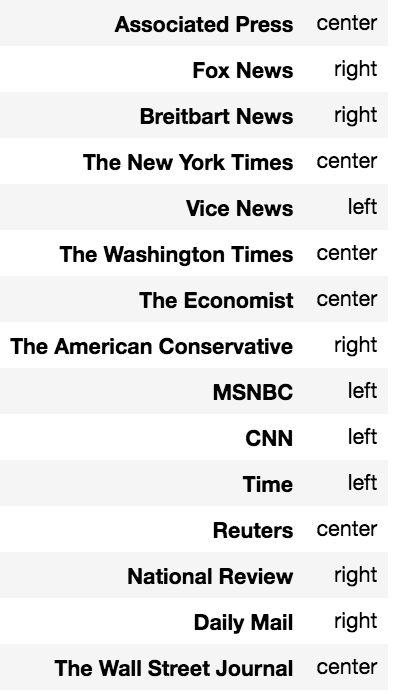 Associated Press center
Fox News right
Breitbart News right
The New York Times center
Vice News left
The Washington Times center
The Economist center
The American Conservative right
MSNBC left
CNN left
Time left
Reuters center
National Review right
Daily Mail right
The Wall Street Journal center